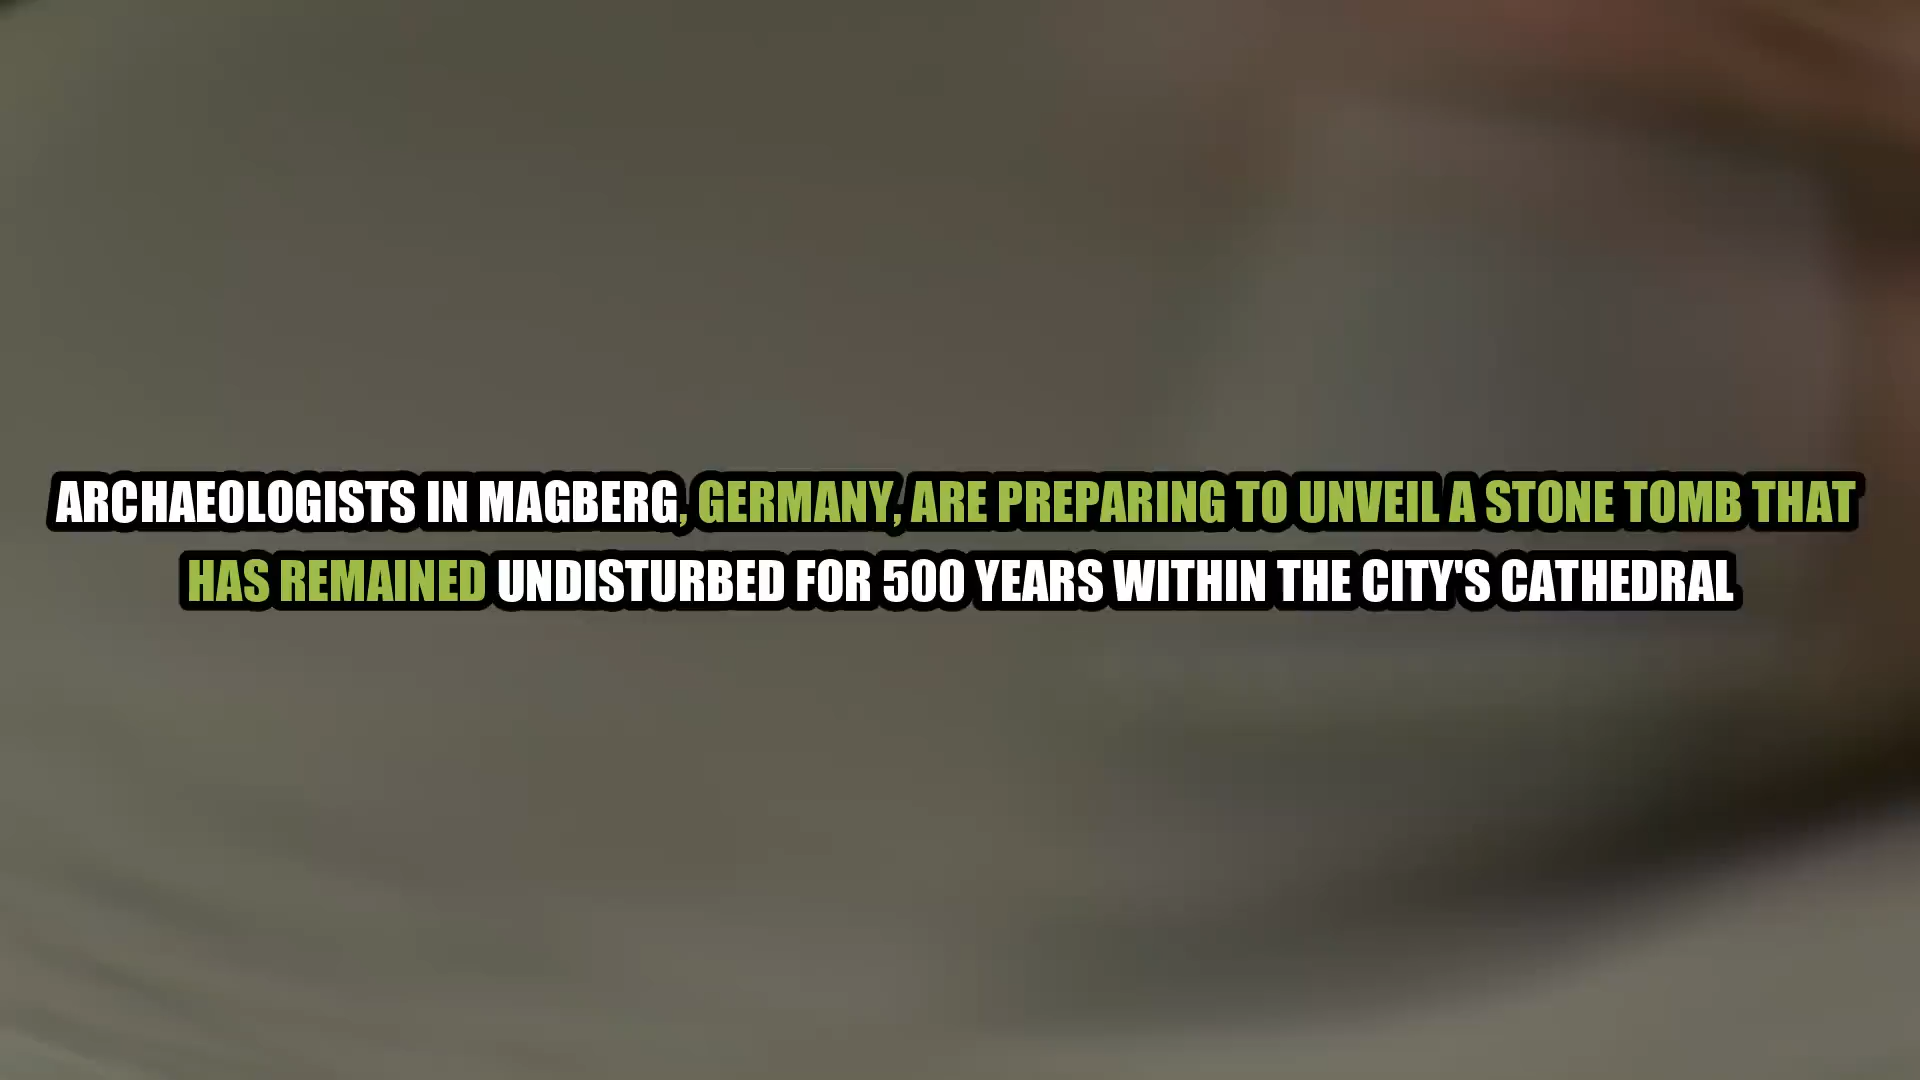 ARCHAEOLOGISTS IN MAGBERG, GERMANY, ARE PREPARING TO UNVEIL A STONE TOMB THAT
HAS REMAINED UNDISTURBED FOR 500 YEARS WITHIN THE CITY'S CATHEDRAL